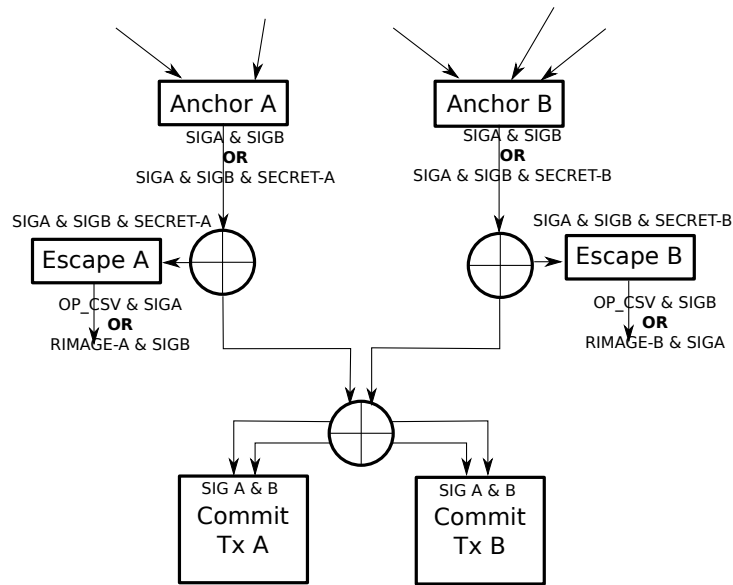 Anchor A
Anchor B
SIGA & SIGB
OR
SIGA & SIGB & SECRET-A
SIGA & SIGB
OR
SIGA & SIGB & SECRET-B
SIGA & SIGB & SECRET-A
SIGA & SIGB & SECRET-B
Escape A
Escape B
OP_CSV & SIGA
OR
RIMAGE-A & SIGB
OP_CSV & SIGB
OR
RIMAGE-B & SIGA
SIG A & B
Commit
Tx A
SIG A & B
Commit
Tx B